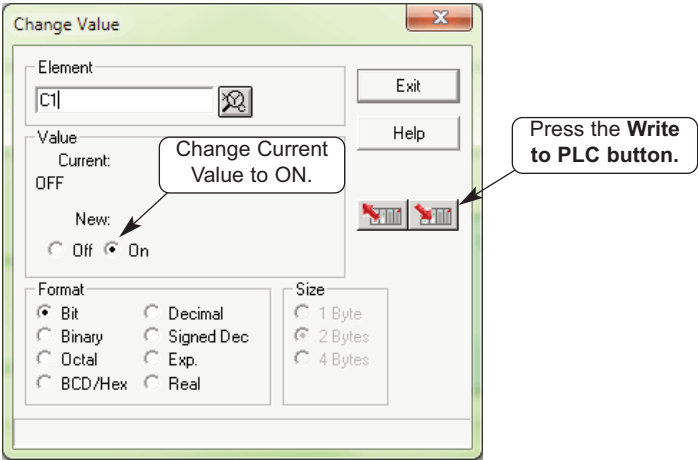 Change Value
Element
C1
Exit
Help
Value
Current:
OFF
New:
Off On
Change Current
Value to ON.
Press the Write
to PLC button.
Format
Bit Decimal
Binary Signed Dec
Octal Exp.
BCD/Hex Real
Size
1 Byte
2 Bytes
4 Bytes